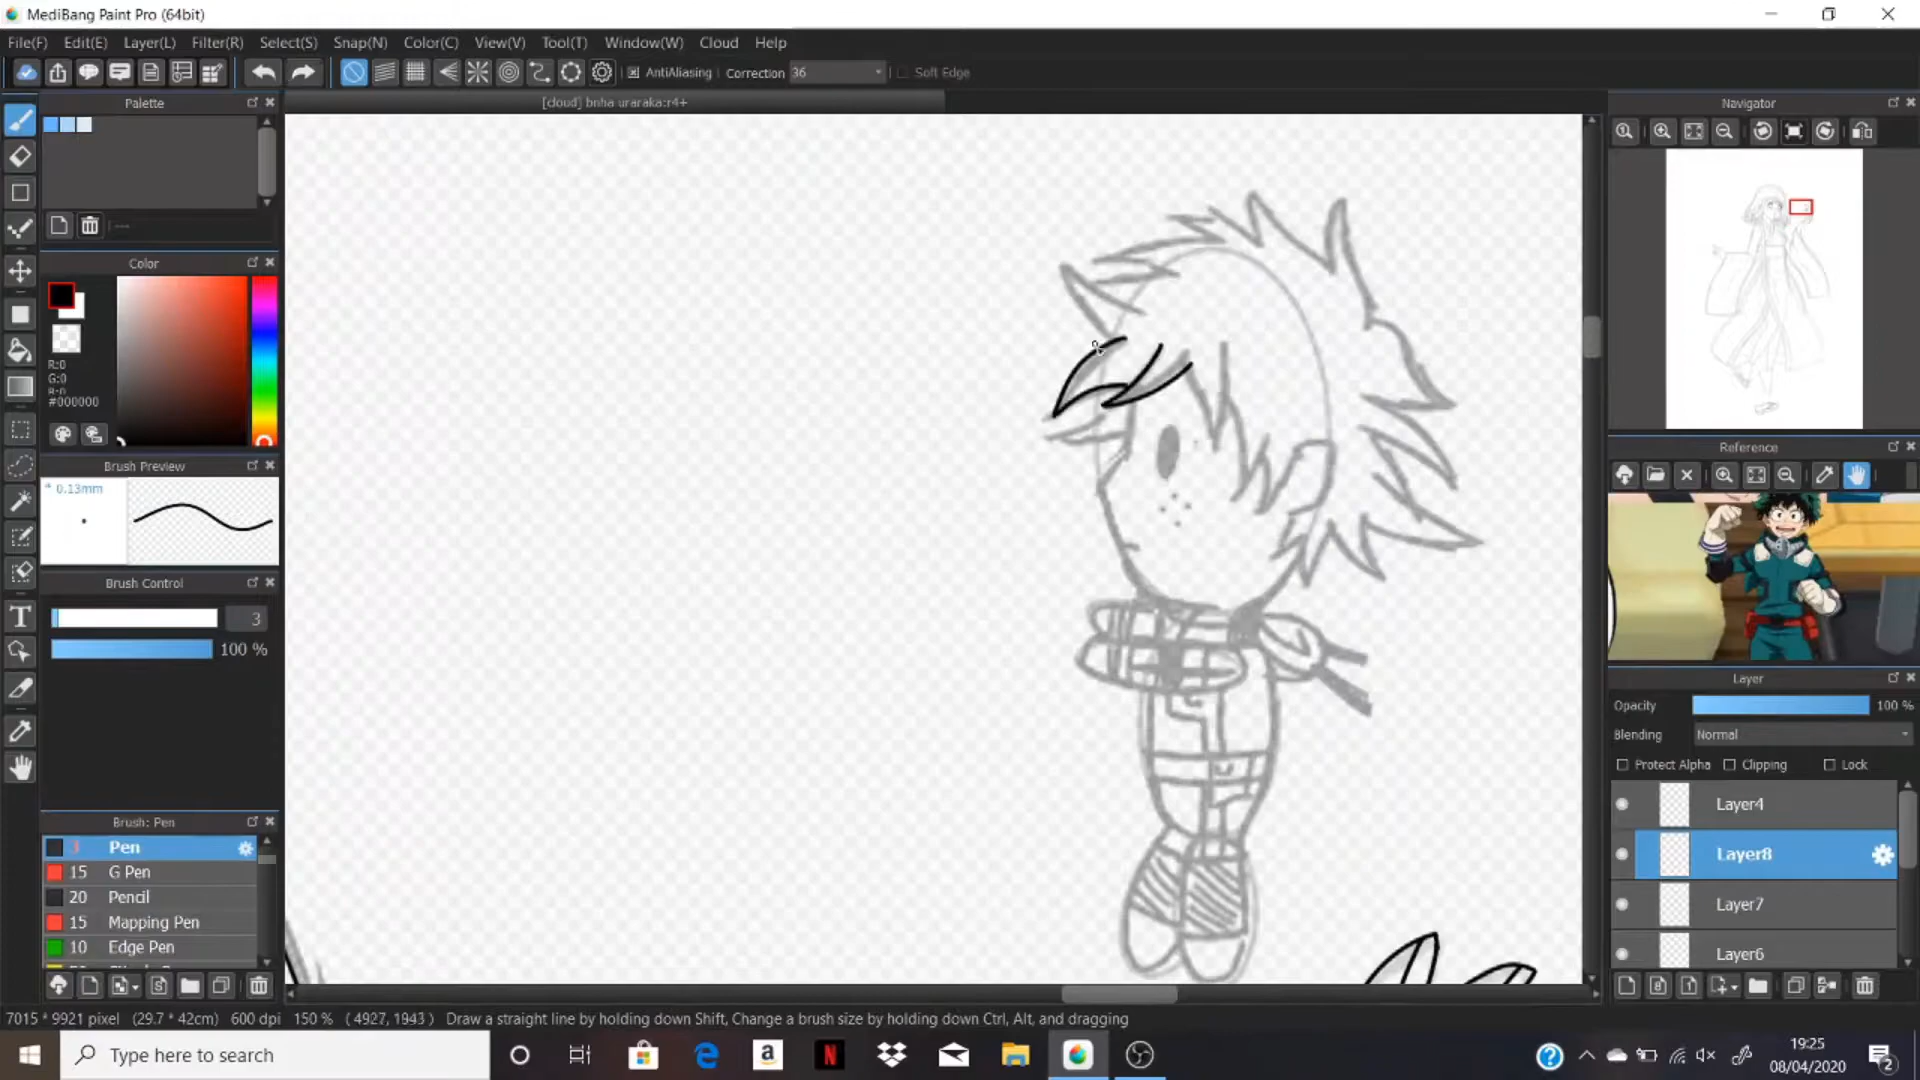 MediBang Paint Pro (64bit)
File(F) Edit(E) Layer(L) Filter(R) Select(S) Snap(N) Color(C) View(V) Tool(T) Window(W) Cloud Help
AntiAliasing Correction 36 Soft Edge
Palette
[cloud] bnha uraraka:r4+
Navigator
---
Color
R:0
G:0
B:0
#000000
Brush Preview
* 0.13mm
Brush Control
3
100 %
Brush: Pen
3 Pen
15 G Pen
20 Pencil
15 Mapping Pen
10 Edge Pen
Reference
Layer
Opacity 100 %
Blending Normal
Protect Alpha Clipping Lock
Layer4
Layer8
Layer7
Layer6
7015 * 9921 pixel (29.7 * 42cm) 600 dpi 150 % ( 4927, 1943 ) Draw a straight line by holding down Shift, Change a brush size by holding down Ctrl, Alt, and dragging
Type here to search
19:25
08/04/2020
2